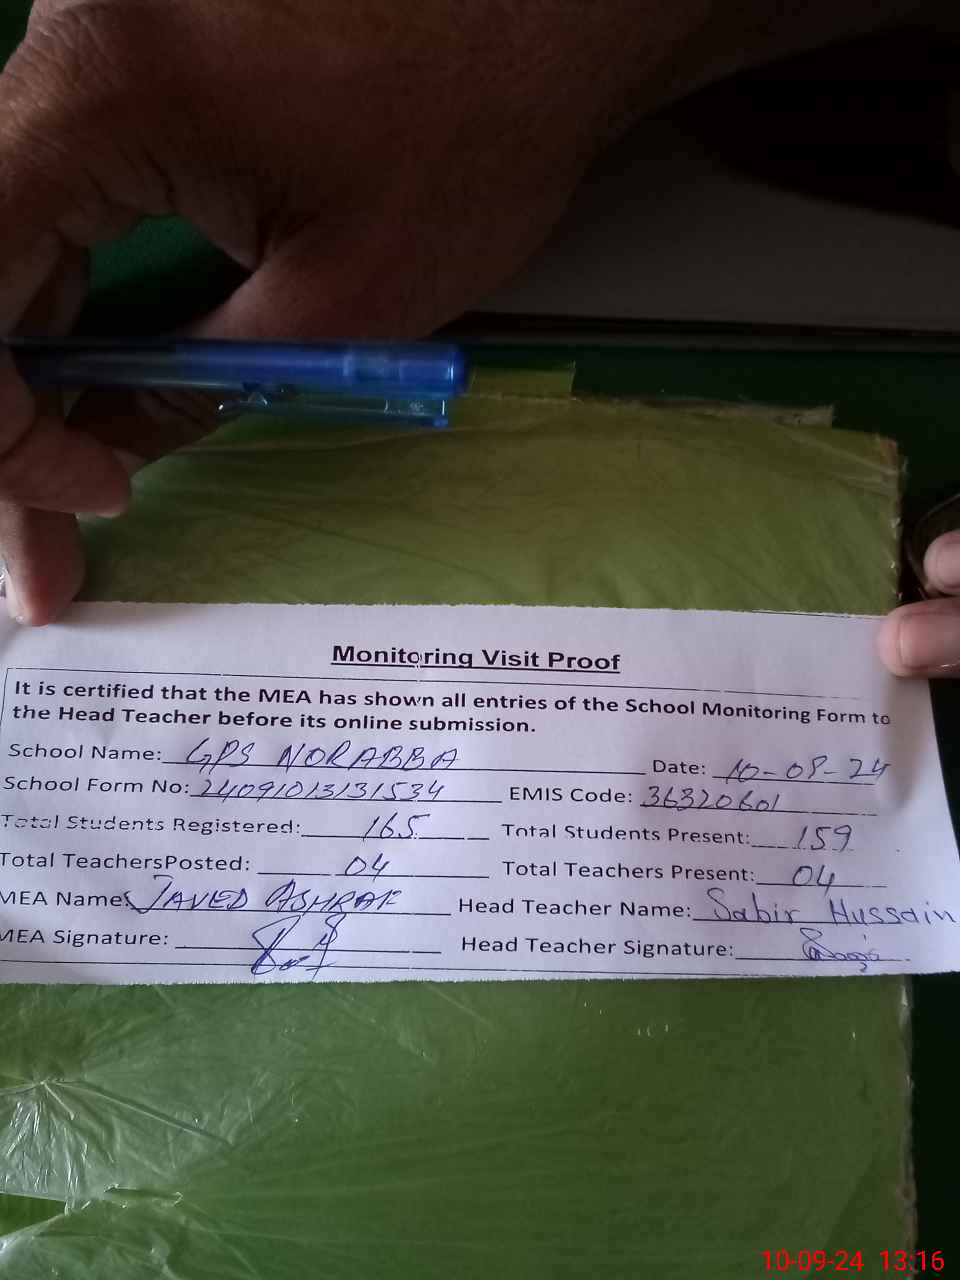 Monitoring Visit Proof
It is certified that the MEA has shown all entries of the School Monitoring Form to
the Head Teacher before its online submission.
School Name: GPS NORABBA Date: 10-09-24
School Form No: 24091013131534 EMIS Code: 36320601
Total Students Registered: 165 Total Students Present: 159
Total TeachersPosted: 04 Total Teachers Present: 04
MEA Name: JAVED ASHRAF Head Teacher Name: Sabir Hussain
MEA Signature: Head Teacher Signature:
10-09-24 13:16